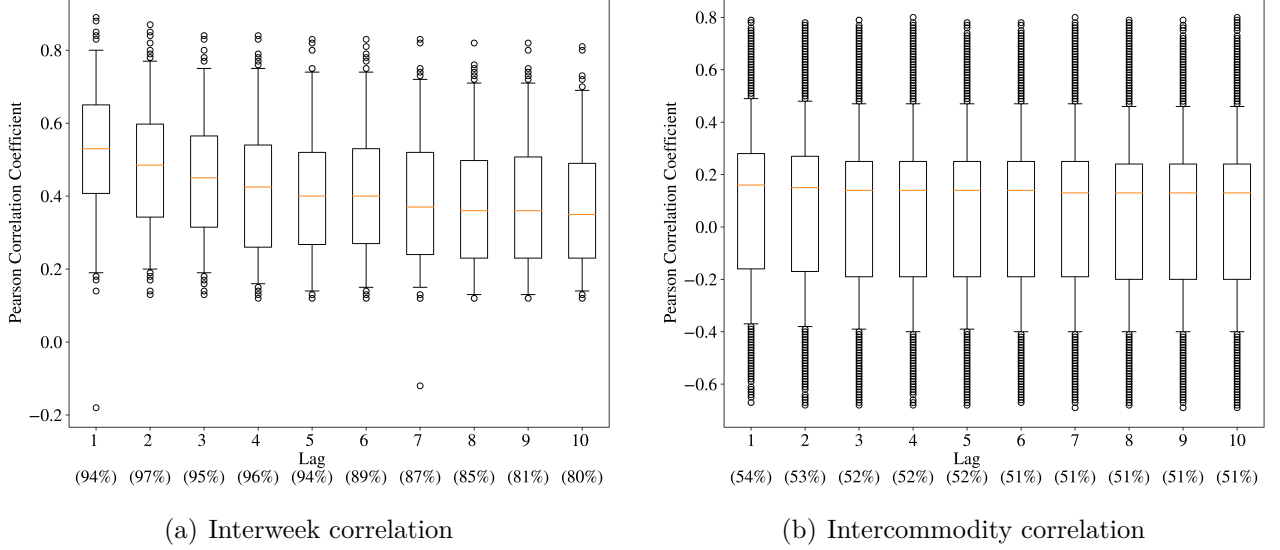 Pearson Correlation Coefficient
0.8
0.6
0.4
0.2
0.0
−0.2
1 2 3 4 5 6 7 8 9 10
Lag
(94%) (97%) (95%) (96%) (94%) (89%) (87%) (85%) (81%) (80%)
(a) Interweek correlation
Pearson Correlation Coefficient
0.8
0.6
0.4
0.2
0.0
−0.2
−0.4
−0.6
1 2 3 4 5 6 7 8 9 10
Lag
(54%) (53%) (52%) (52%) (52%) (51%) (51%) (51%) (51%) (51%)
(b) Intercommodity correlation